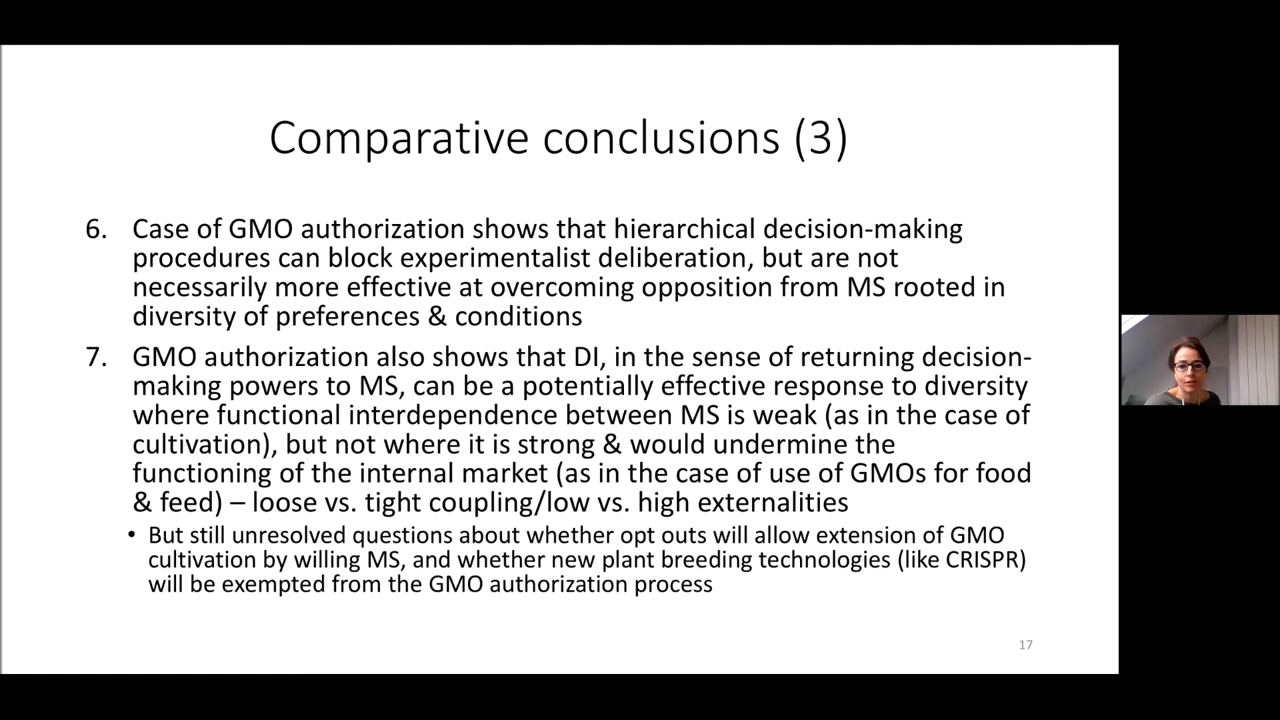 Comparative conclusions (3)
6. Case of GMO authorization shows that hierarchical decision-making
procedures can block experimentalist deliberation, but are not
necessarily more effective at overcoming opposition from MS rooted in
diversity of preferences & conditions
7. GMO authorization also shows that DI, in the sense of returning decision-
making powers to MS, can be a potentially effective response to diversity
where functional interdependence between MS is weak (as in the case of
cultivation), but not where it is strong & would undermine the
functioning of the internal market (as in the case of use of GMOs for food
& feed) – loose vs. tight coupling/low vs. high externalities
• But still unresolved questions about whether opt outs will allow extension of GMO
cultivation by willing MS, and whether new plant breeding technologies (like CRISPR)
will be exempted from the GMO authorization process
17